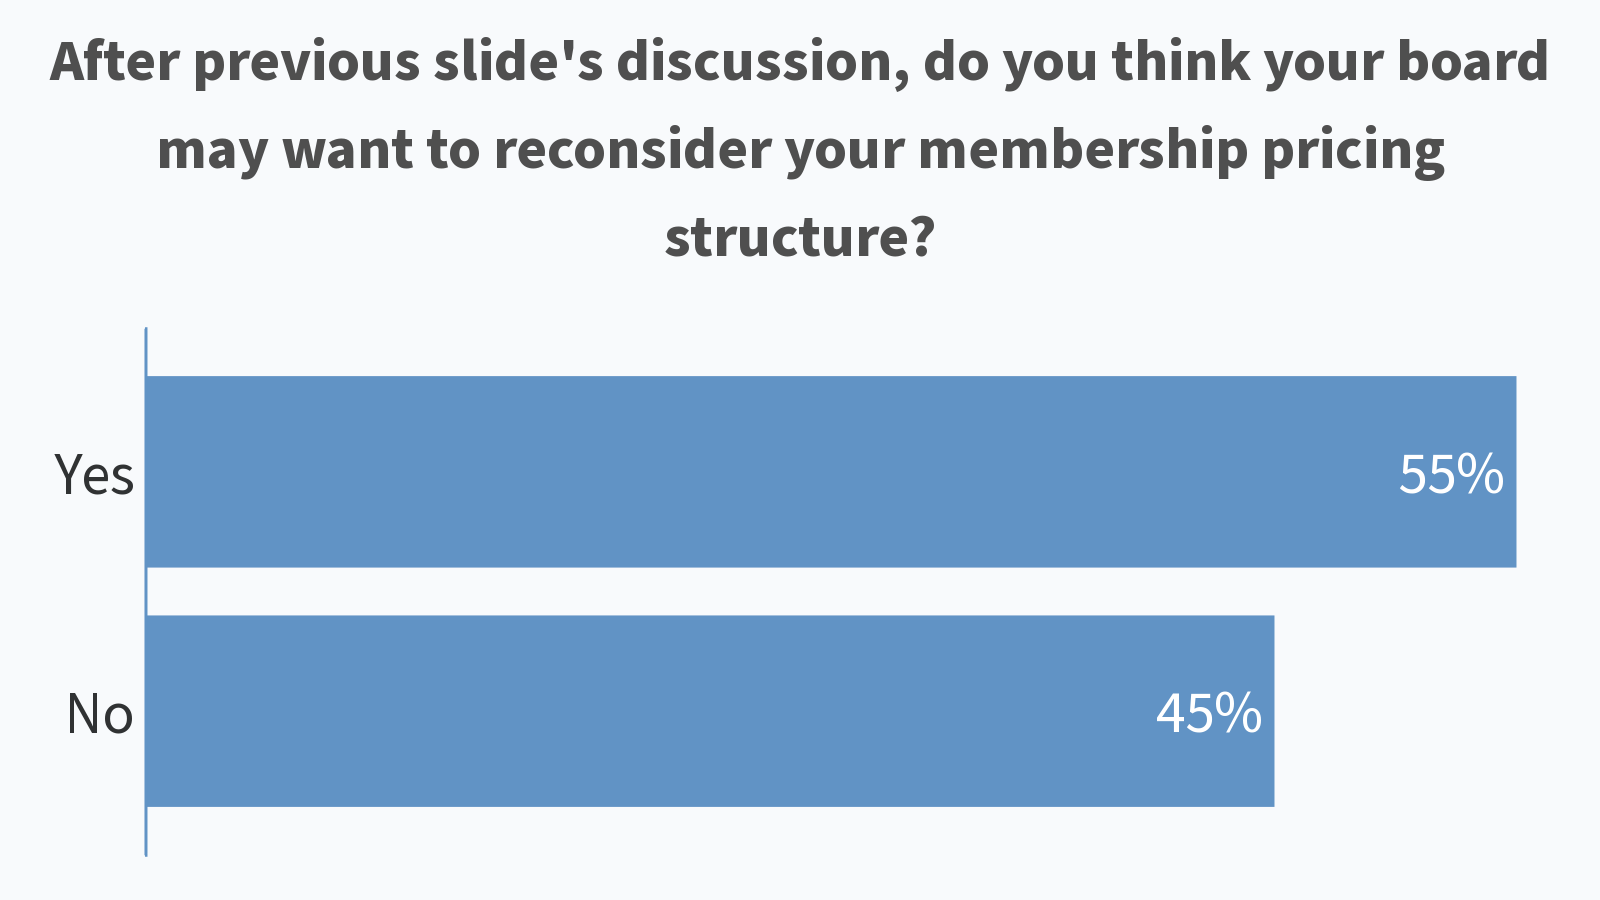 After previous slide's discussion, do you think your board
may want to reconsider your membership pricing
structure?
Yes
55%
No
45%